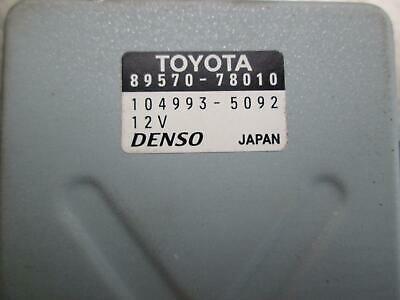 TOYOTA
89570-78010
104993-5092
12V
DENSO JAPAN